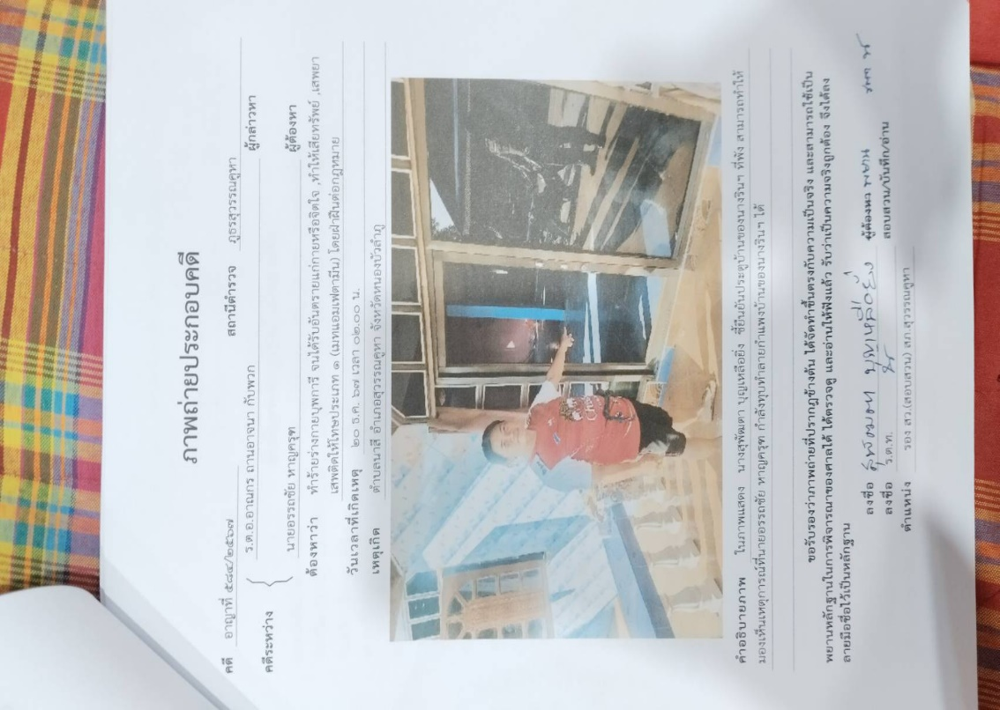 ภาพถ่ายประกอบคดี
คดี อาญาที่ ๕๘๔/๒๕๖๗ สถานีตำรวจ ภูธรสุวรรณคูหา
คดีระหว่าง { ร.ต.อ.อาณกร ถานอาจนา กับพวก ผู้กล่าวหา
นายอรรถชัย หาญครุฑ ผู้ต้องหา
ต้องหาว่า ทำร้ายร่างกายบุพการี จนได้รับอันตรายแก่กายหรือจิตใจ ,ทำให้เสียทรัพย์ ,เสพยา
เสพติดให้โทษประเภท ๑ (เมทแอมเฟตามีน) โดยฝ่าฝืนต่อกฎหมาย
วันเวลาที่เกิดเหตุ ๒๐ ธ.ค. ๖๗ เวลา ๐๒.๐๐ น.
เหตุเกิด ตำบลนาสี อำเภอสุวรรณคูหา จังหวัดหนองบัวลำภู
คำอธิบายภาพ ในภาพแสดง นางสุพัฒตา บุญเหลือยิ่ง ชี้ยืนยันประตูบ้านของนางรินนา ที่พัง สามารถทำให้
มองเห็นเหตุการณ์ที่นายอรรถชัย หาญครุฑ กำลังทุบทำลายกำแพงบ้านของนางรินนา ได้
ขอรับรองว่าภาพถ่ายที่ปรากฏข้างต้น ได้จัดทำขึ้นตรงกับความเป็นจริง และสามารถใช้เป็น
พยานหลักฐานในการพิจารณาของศาลได้ ได้ตรวจดู และอ่านให้ฟังแล้ว รับว่าเป็นความจริงถูกต้อง จึงได้ลง
ลายมือชื่อไว้เป็นหลักฐาน
ลงชื่อ ผู้ต้องหา
ลงชื่อ ร.ต.ท. สอบสวน/บันทึก/อ่าน
ตำแหน่ง รอง สว.(สอบสวน) สภ.สุวรรณคูหา